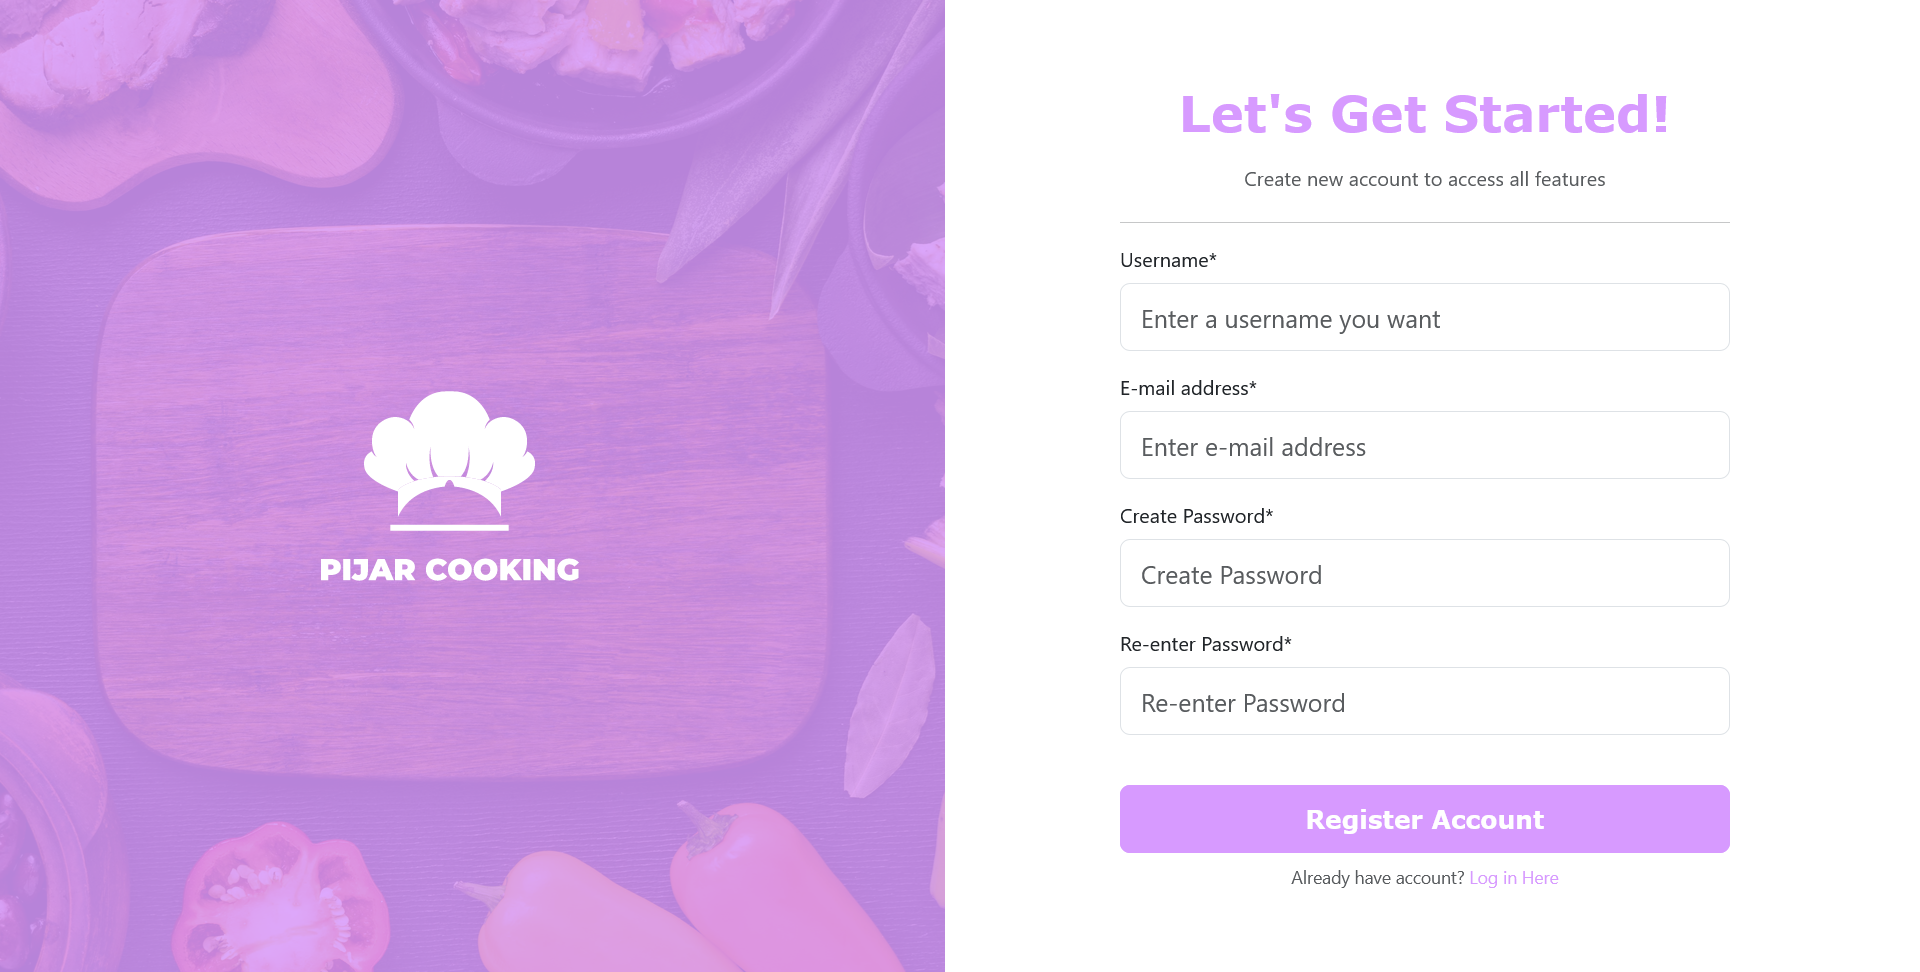 PIJAR COOKING
Let's Get Started!
Create new account to access all features
Username*
Enter a username you want
E-mail address*
Enter e-mail address
Create Password*
Create Password
Re-enter Password*
Re-enter Password
Register Account
Already have account? Log in Here